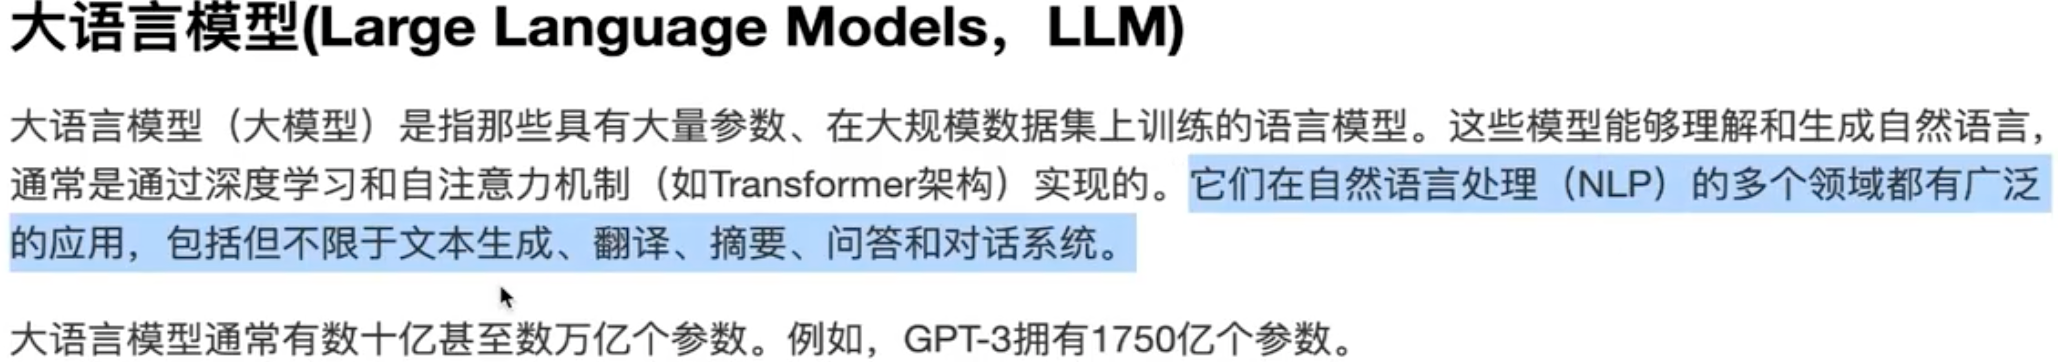 大语言模型(Large Language Models，LLM)
大语言模型（大模型）是指那些具有大量参数、在大规模数据集上训练的语言模型。这些模型能够理解和生成自然语言，
通常是通过深度学习和自注意力机制（如Transformer架构）实现的。它们在自然语言处理（NLP）的多个领域都有广泛
的应用，包括但不限于文本生成、翻译、摘要、问答和对话系统。
大语言模型通常有数十亿甚至数万亿个参数。例如，GPT-3拥有1750亿个参数。